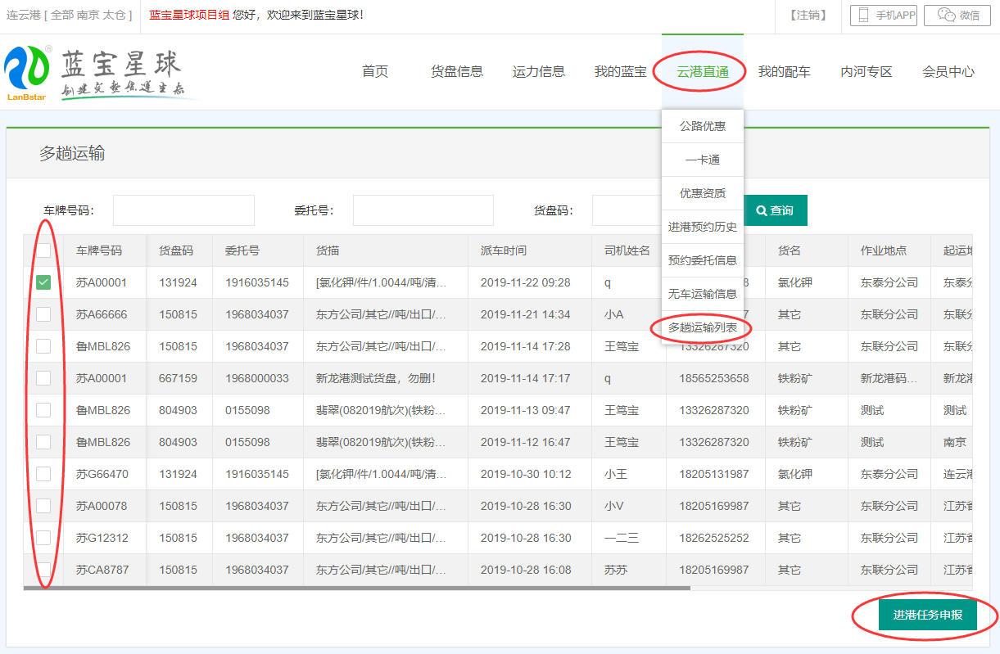 连云港 [ 全部 南京 太仓 ] 蓝宝星球项目组 您好，欢迎来到蓝宝星球! 【注销】 手机APP 微信
蓝宝星球 ®
创建完整焦道生态
LanBstar
首页 货盘信息 运力信息 我的蓝宝 云港直通 我的配车 内河专区 会员中心
公路优惠
一卡通
优惠资质
进港预约历史
预约委托信息
无车运输信息
多趟运输列表
多趟运输
车牌号码： 委托号： 货盘码： 查询
车牌号码 货盘码 委托号 货描 派车时间 司机姓名 货名 作业地点 起运地
苏A00001 131924 1916035145 [氯化钾/件/1.0044/吨/清... 2019-11-22 09:28 q 8 氯化钾 东泰分公司 东泰分
苏A66666 150815 1968034037 东方公司/其它//吨/出口/... 2019-11-21 14:34 小A 7 其它 东联分公司 东联分
鲁MBL826 150815 1968034037 东方公司/其它//吨/出口/... 2019-11-14 17:28 王笃宝 13326287320 其它 东联分公司 东联分
苏A00001 667159 1968000033 新龙港测试货盘，勿删！ 2019-11-14 17:17 q 18565253658 铁粉矿 新龙港码... 新龙港
鲁MBL826 804903 0155098 翡翠(082019航次)(铁粉... 2019-11-13 09:47 王笃宝 13326287320 铁粉矿 测试 测试
鲁MBL826 804903 0155098 翡翠(082019航次)(铁粉... 2019-11-12 16:47 王笃宝 13326287320 铁粉矿 测试 南京
苏G66470 131924 1916035145 [氯化钾/件/1.0044/吨/清... 2019-10-30 10:12 小王 18205131987 氯化钾 东泰分公司 连云港
苏A00078 150815 1968034037 东方公司/其它//吨/出口/... 2019-10-28 16:30 小V 18205169987 其它 东联分公司 江苏省
苏G12312 150815 1968034037 东方公司/其它//吨/出口/... 2019-10-28 16:30 一二三 18262525252 其它 东联分公司 江苏省
苏CA8787 150815 1968034037 东方公司/其它//吨/出口/... 2019-10-28 16:08 苏苏 18205169987 其它 东联分公司 江苏省
进港任务申报